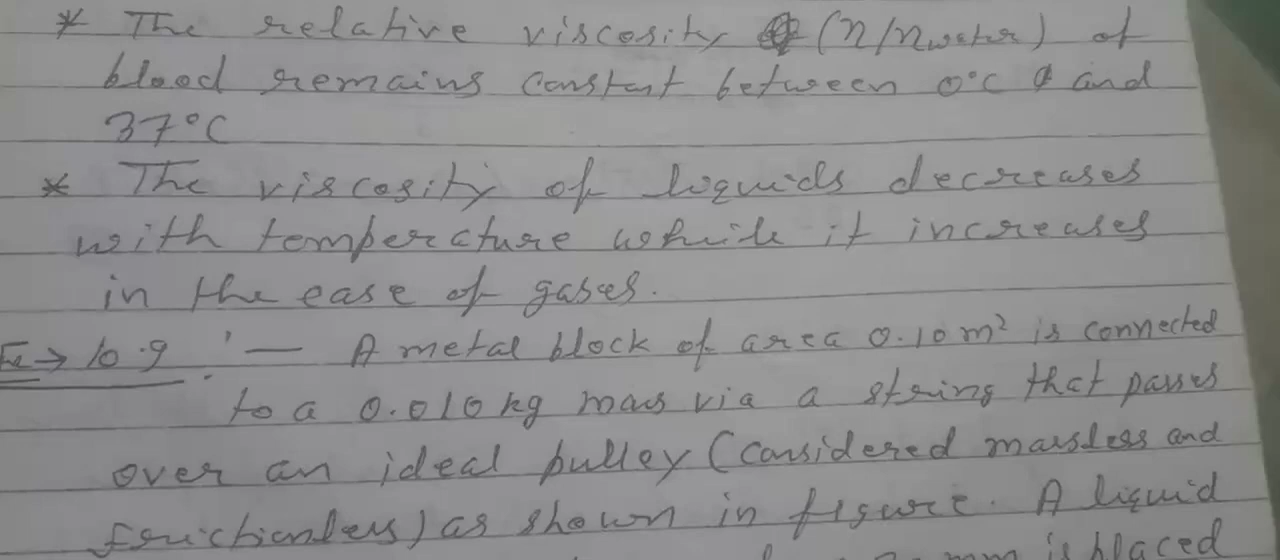 * The relative viscosity (η/ηwater) of
blood remains constant between 0°C and
37°C
* The viscosity of liquids decreases
with temperature while it increases
in the case of gases.
Ex → 10.9 :— A metal block of area 0.10 m² is connected
to a 0.010 kg mass via a string that passes
over an ideal pulley (considered massless and
frictionless) as shown in figure. A liquid
mm is placed